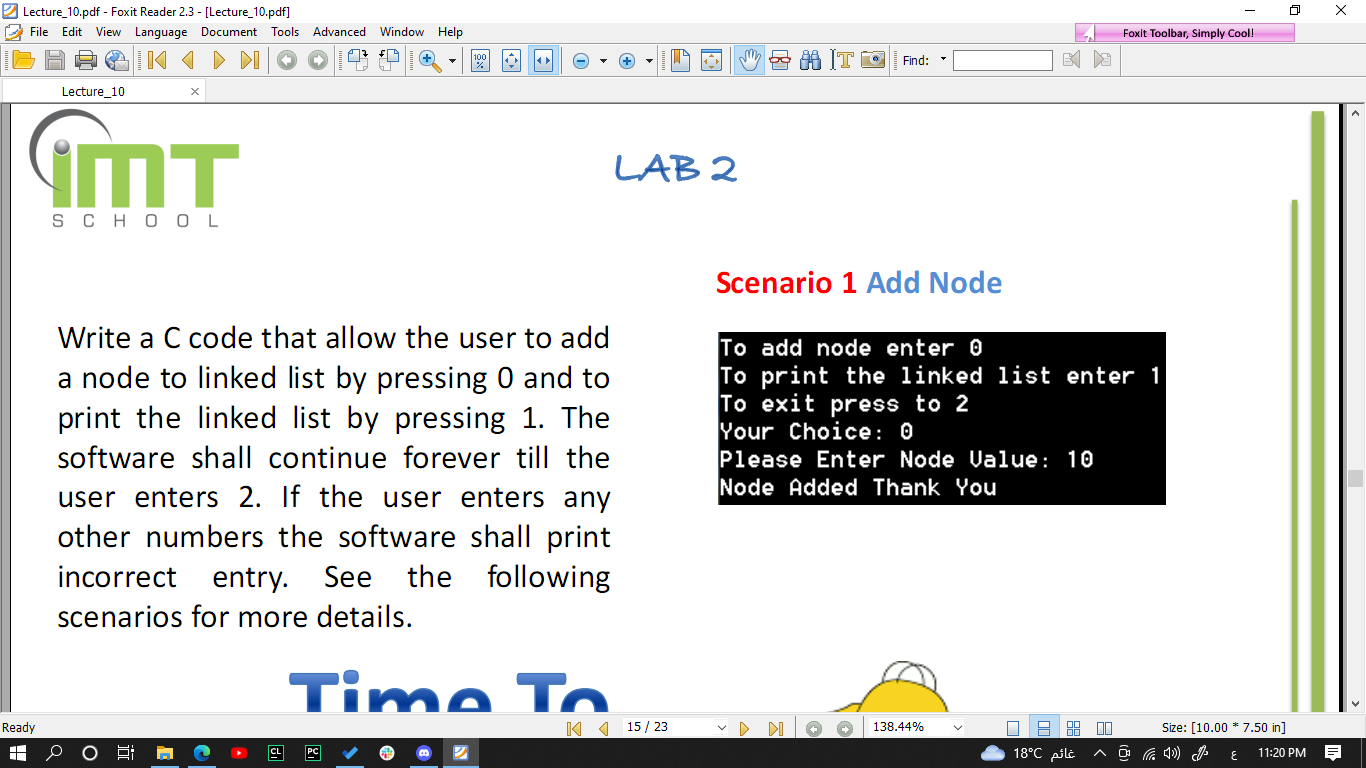 Lecture_10.pdf - Foxit Reader 2.3 - [Lecture_10.pdf]
File Edit View Language Document Tools Advanced Window Help
Foxit Toolbar, Simply Cool!
100 %
Find:
Lecture_10
iMT
SCHOOL
LAB 2
Scenario 1 Add Node
Write a C code that allow the user to add
a node to linked list by pressing 0 and to
print the linked list by pressing 1. The
software shall continue forever till the
user enters 2. If the user enters any
other numbers the software shall print
incorrect entry. See the following
scenarios for more details.
To add node enter 0
To print the linked list enter 1
To exit press to 2
Your Choice: 0
Please Enter Node Value: 10
Node Added Thank You
Time To
Ready
15 / 23
138.44%
Size: [10.00 * 7.50 in]
CL
PC
18°C غائم
ع
11:20 PM